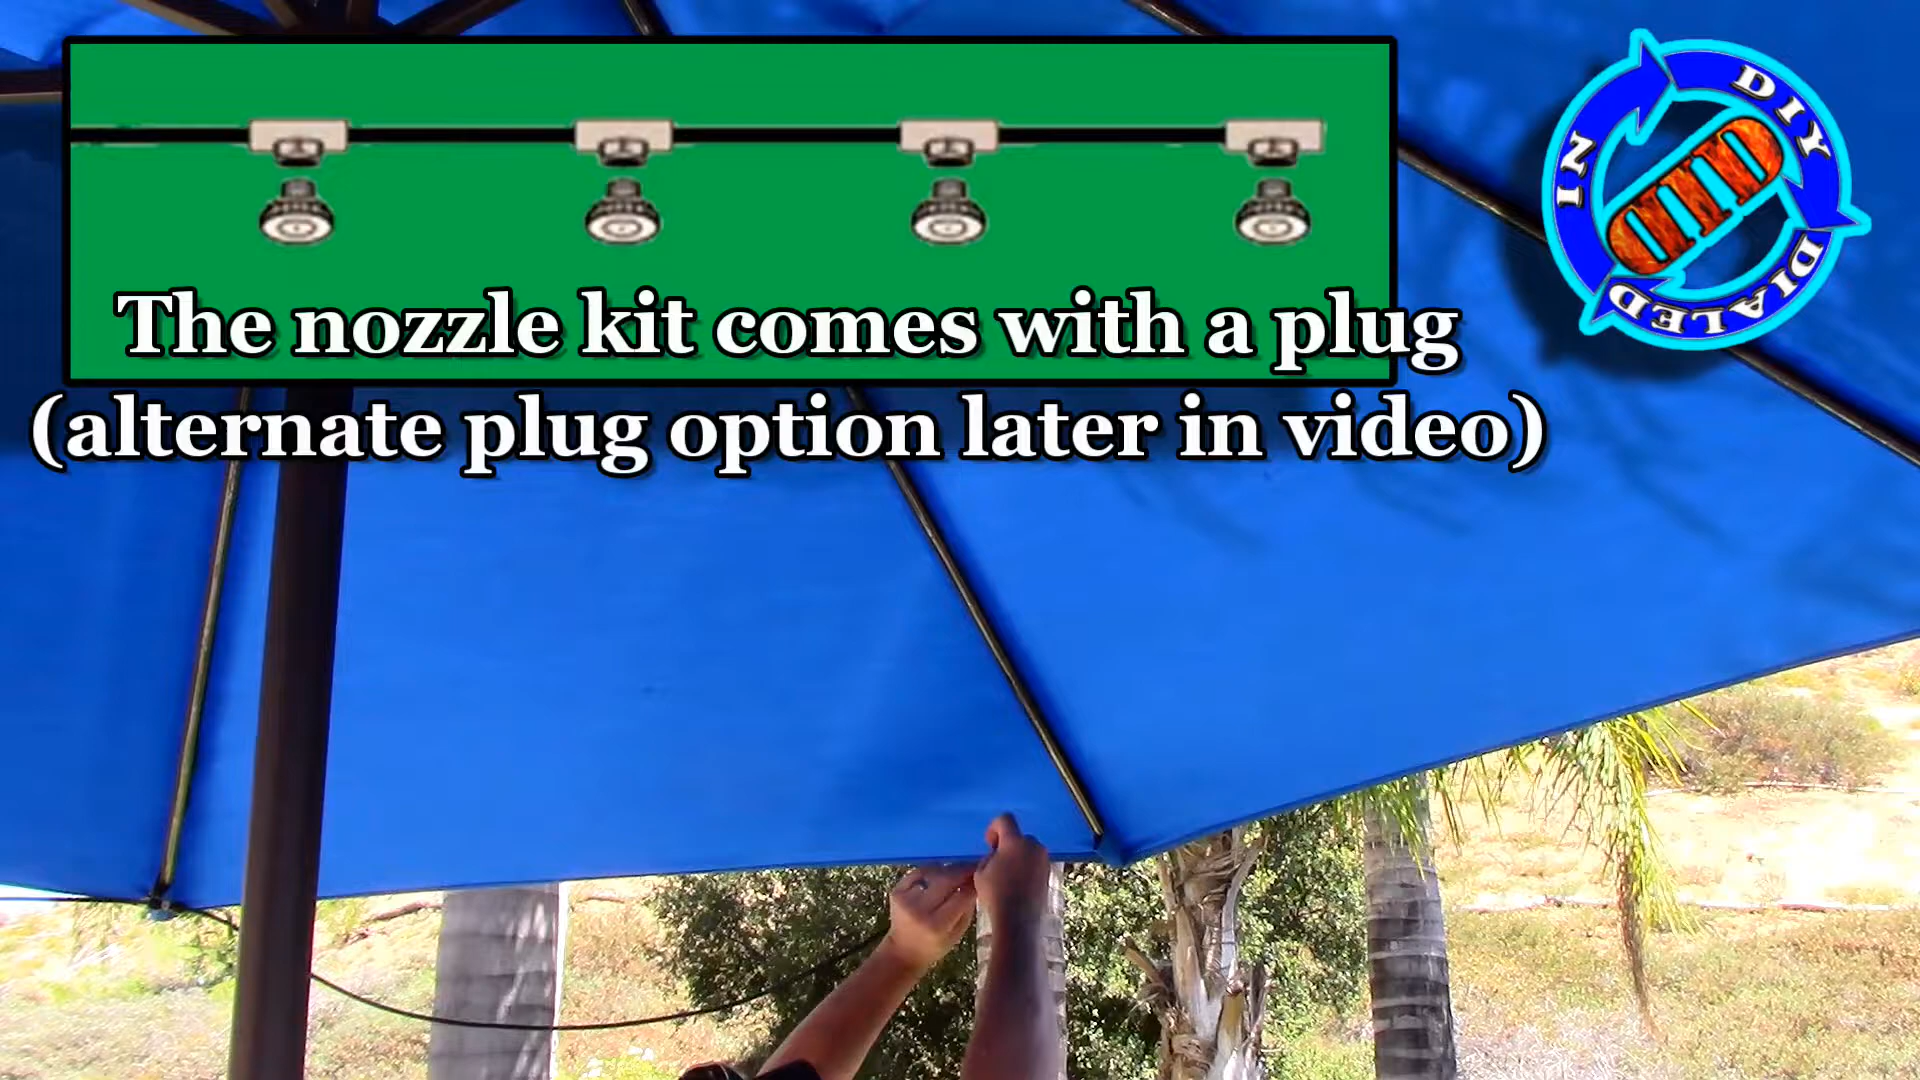 The nozzle kit comes with a plug
(alternate plug option later in video)
DIY
DIALED
IN